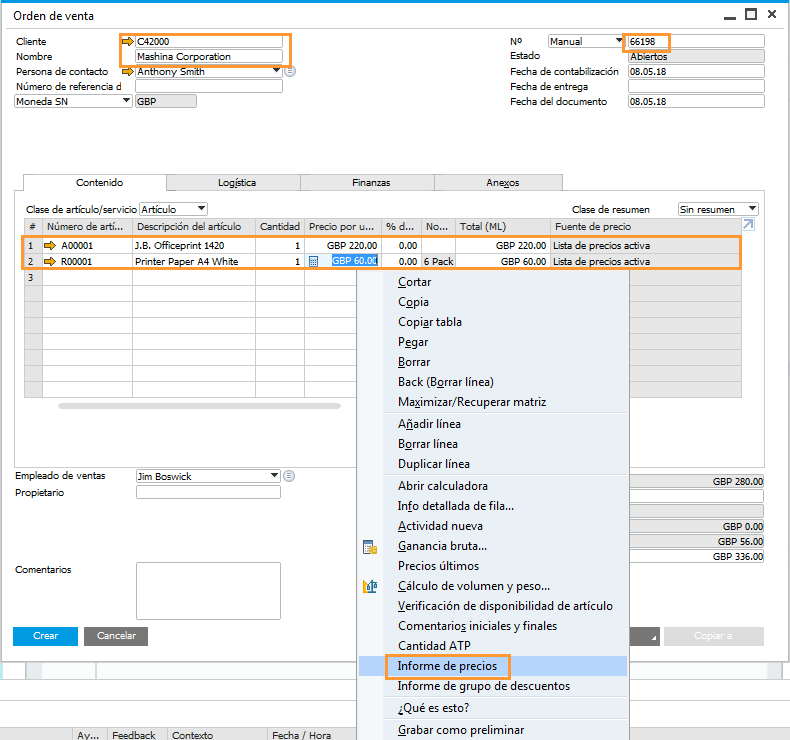 Orden de venta
Cliente C42000 Nº Manual 66198
Nombre Mashina Corporation Estado Abiertos
Persona de contacto Anthony Smith Fecha de contabilización 08.05.18
Número de referencia d Fecha de entrega
Moneda SN GBP Fecha del documento 08.05.18
Contenido Logística Finanzas Anexos
Clase de artículo/servicio Artículo Clase de resumen Sin resumen
# Número de artí... Descripción del artículo Cantidad Precio por u... % d... No... Total (ML) Fuente de precio
1 A00001 J.B. Officeprint 1420 1 GBP 220.00 0.00 GBP 220.00 Lista de precios activa
2 R00001 Printer Paper A4 White 1 GBP 60.00 0.00 6 Pack GBP 60.00 Lista de precios activa
3
Cortar
Copia
Copiar tabla
Pegar
Borrar
Back (Borrar línea)
Maximizar/Recuperar matriz
Añadir línea
Borrar línea
Duplicar línea
Abrir calculadora
Info detallada de fila...
Actividad nueva
Ganancia bruta...
Precios últimos
Cálculo de volumen y peso...
Verificación de disponibilidad de artículo
Comentarios iniciales y finales
Cantidad ATP
Informe de precios
Informe de grupo de descuentos
¿Qué es esto?
Grabar como preliminar
Empleado de ventas Jim Boswick
Propietario
GBP 280.00
GBP 0.00
GBP 56.00
GBP 336.00
Comentarios
Crear Cancelar Copiar a
Ay... Feedback Contexto Fecha / Hora